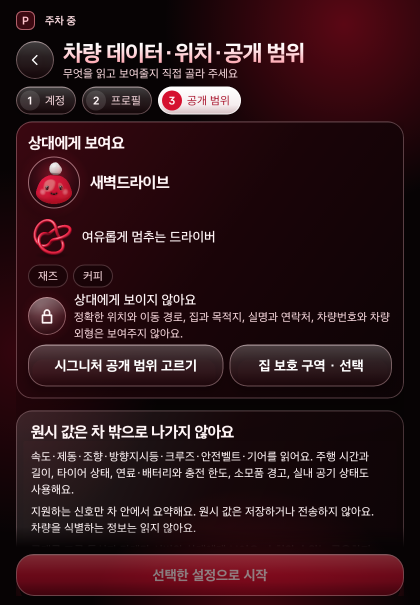 P 주차 중
차량 데이터·위치·공개 범위
무엇을 읽고 보여줄지 직접 골라 주세요
1 계정 2 프로필 3 공개 범위
상대에게 보여요
새벽드라이브
여유롭게 멈추는 드라이버
재즈 커피
상대에게 보이지 않아요
정확한 위치와 이동 경로, 집과 목적지, 실명과 연락처, 차량번호와 차량
외형은 보여주지 않아요.
시그니처 공개 범위 고르기 집 보호 구역 · 선택
원시 값은 차 밖으로 나가지 않아요
속도·제동·조향·방향지시등·크루즈·안전벨트·기어를 읽어요. 주행 시간과
길이, 타이어 상태, 연료·배터리와 충전 한도, 소모품 경고, 실내 공기 상태도
사용해요.
지원하는 신호만 차 안에서 요약해요. 원시 값은 저장하거나 전송하지 않아요.
차량을 식별하는 정보는 읽지 않아요.
선택한 설정으로 시작